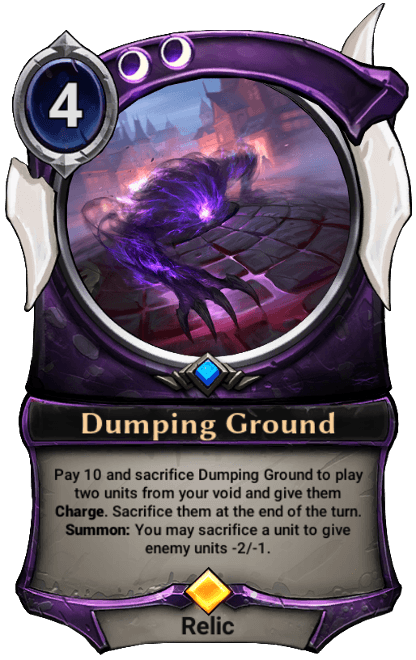 4
Dumping Ground
Pay 10 and sacrifice Dumping Ground to play
two units from your void and give them
Charge. Sacrifice them at the end of the turn.
Summon: You may sacrifice a unit to give
enemy units -2/-1.
Relic